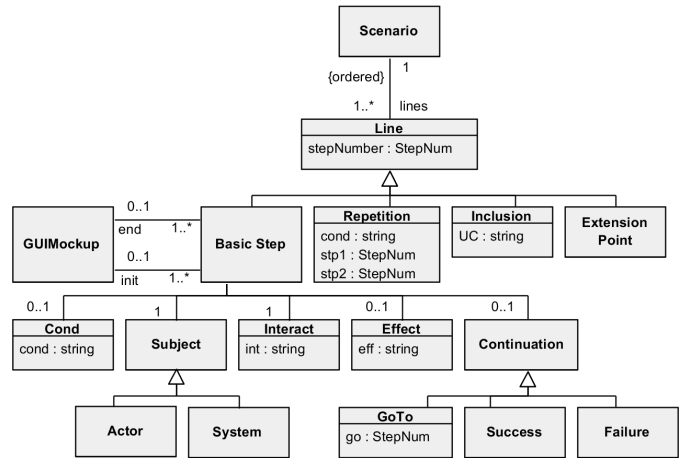 Scenario
{ordered} 1
1..* lines
Line
stepNumber : StepNum
GUIMockup 0..1 end 1..* Basic Step
0..1 init 1..*
Repetition
cond : string
stp1 : StepNum
stp2 : StepNum
Inclusion
UC : string
Extension
Point
0..1 1 1 0..1 0..1
Cond
cond : string
Subject
Interact
int : string
Effect
eff : string
Continuation
Actor
System
GoTo
go : StepNum
Success
Failure